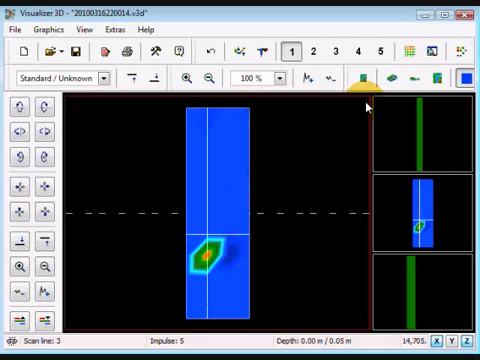 Visualizer 3D - "20100316220014.v3d"
File Graphics View Extras Help
1 2 3 4 5
Standard / Unknown 100 %
Scan line: 3 Impulse: 5 Depth: 0.00 m / 0.05 m 14,705. X Y Z